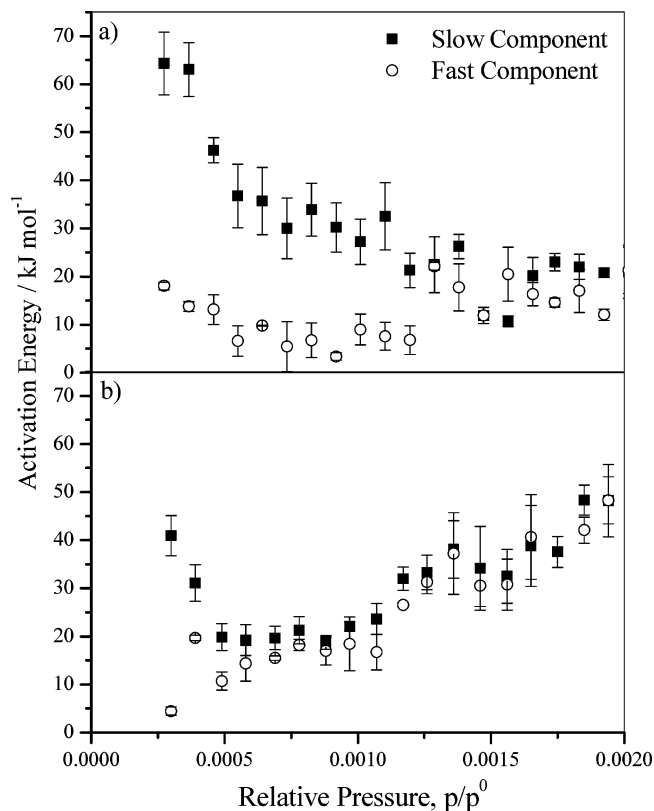 a)
Slow Component
Fast Component
70
60
50
40
30
20
10
0
b)
70
60
50
40
30
20
10
0
Activation Energy / kJ mol⁻¹
0.0000 0.0005 0.0010 0.0015 0.0020
Relative Pressure, p/p⁰